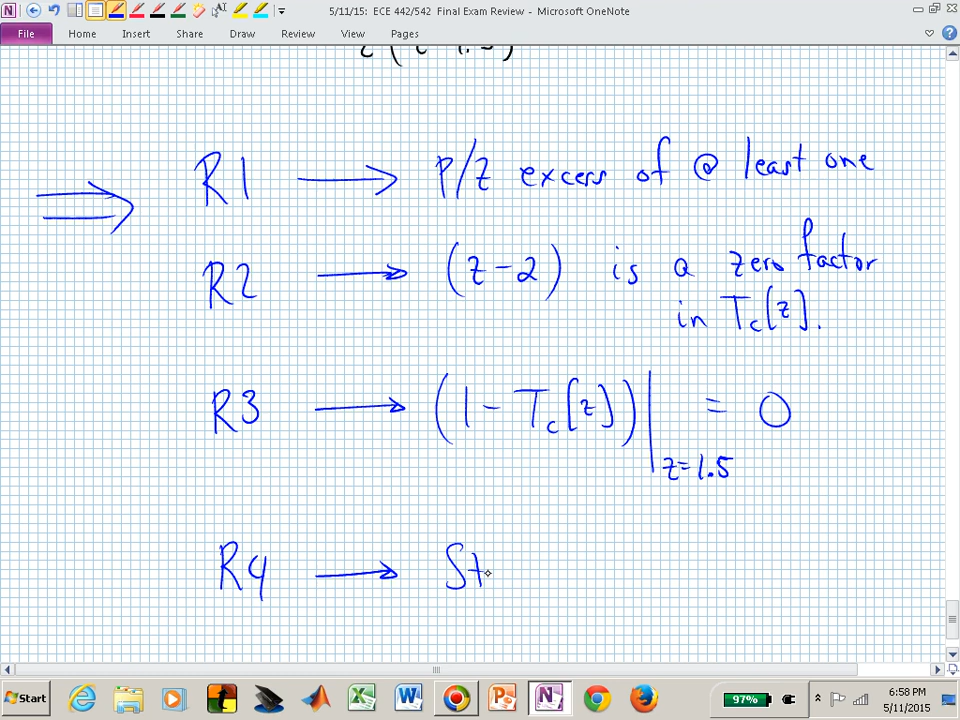 5/11/15: ECE 442/542 Final Exam Review - Microsoft OneNote
File Home Insert Share Draw Review View Pages
R1 → P/Z excess of @ least one
R2 → (z-2) is a zero factor
in Tc[z].
R3 → (1 - Tc[z])| = 0
z=1.5
R4 → St
Start
97%
6:58 PM
5/11/2015